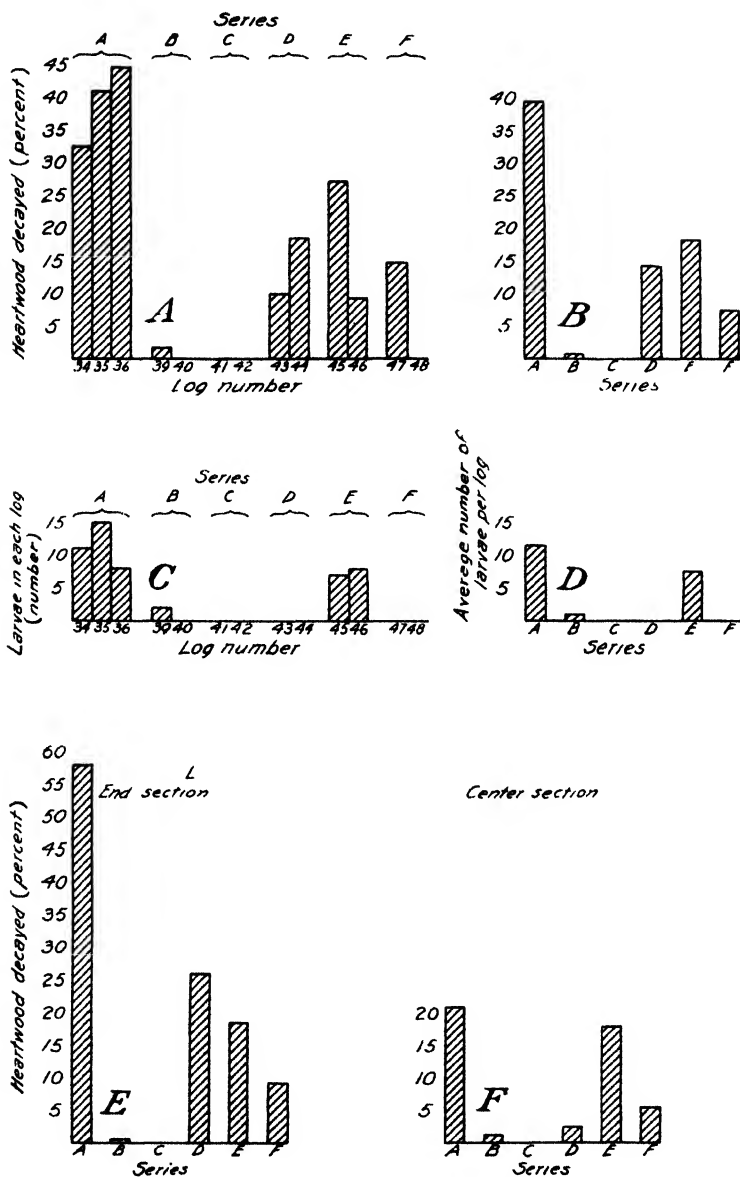 Series
A B C D E F
Heartwood decayed (percent)
45
40
35
30
25
20
15
10
5
A
34 35 36 39 40 41 42 43 44 45 46 47 48
Log number
40
35
30
25
20
15
10
5
B
A B C D F F
Series
Series
A B C D E F
Larvae in each log
(number)
15
10
5
C
34 35 36 39 40 41 42 43 44 45 46 47 48
Log number
Average number of
larvae per log
15
10
5
D
A B C D E F
Series
Heartwood decayed (percent)
60
55
50
45
40
35
30
25
20
15
10
5
L
End section
E
A B C D E F
Series
Center section
20
15
10
5
F
A B C D E F
Series